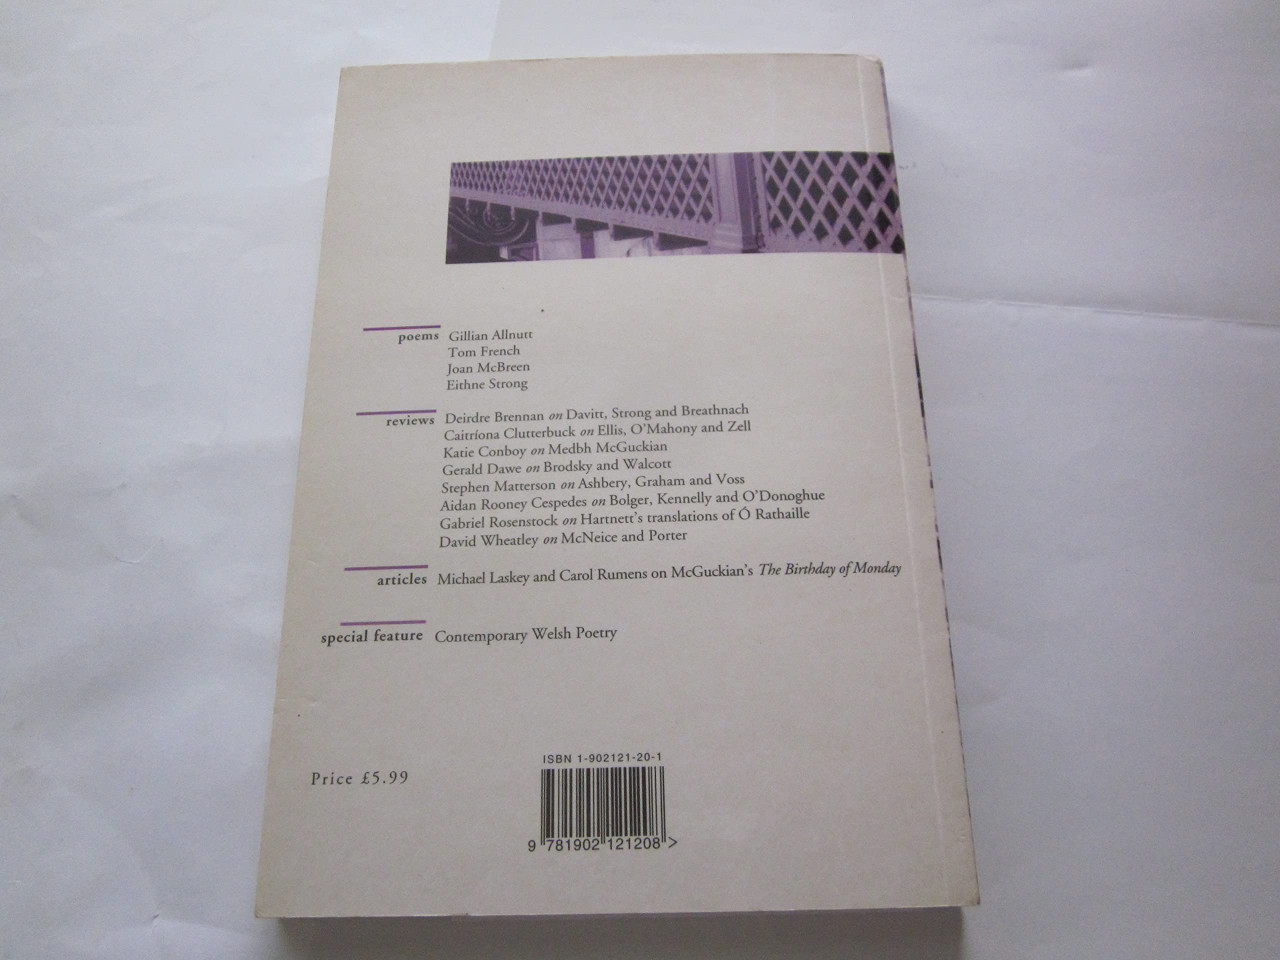 poems Gillian Allnutt
Tom French
Joan McBreen
Eithne Strong
reviews Deirdre Brennan on Davitt, Strong and Breathnach
Caitríona Clutterbuck on Ellis, O'Mahony and Zell
Katie Conboy on Medbh McGuckian
Gerald Dawe on Brodsky and Walcott
Stephen Matterson on Ashbery, Graham and Voss
Aidan Rooney Cespedes on Bolger, Kennelly and O'Donoghue
Gabriel Rosenstock on Hartnett's translations of Ó Rathaille
David Wheatley on McNeice and Porter
articles Michael Laskey and Carol Rumens on McGuckian's The Birthday of Monday
special feature Contemporary Welsh Poetry
Price £5.99
ISBN 1-902121-20-1
9 781902 121208 >